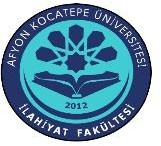 AFYON KOCATEPE ÜNİVERSİTESİ
2012
İLAHİYAT FAKÜLTESİ